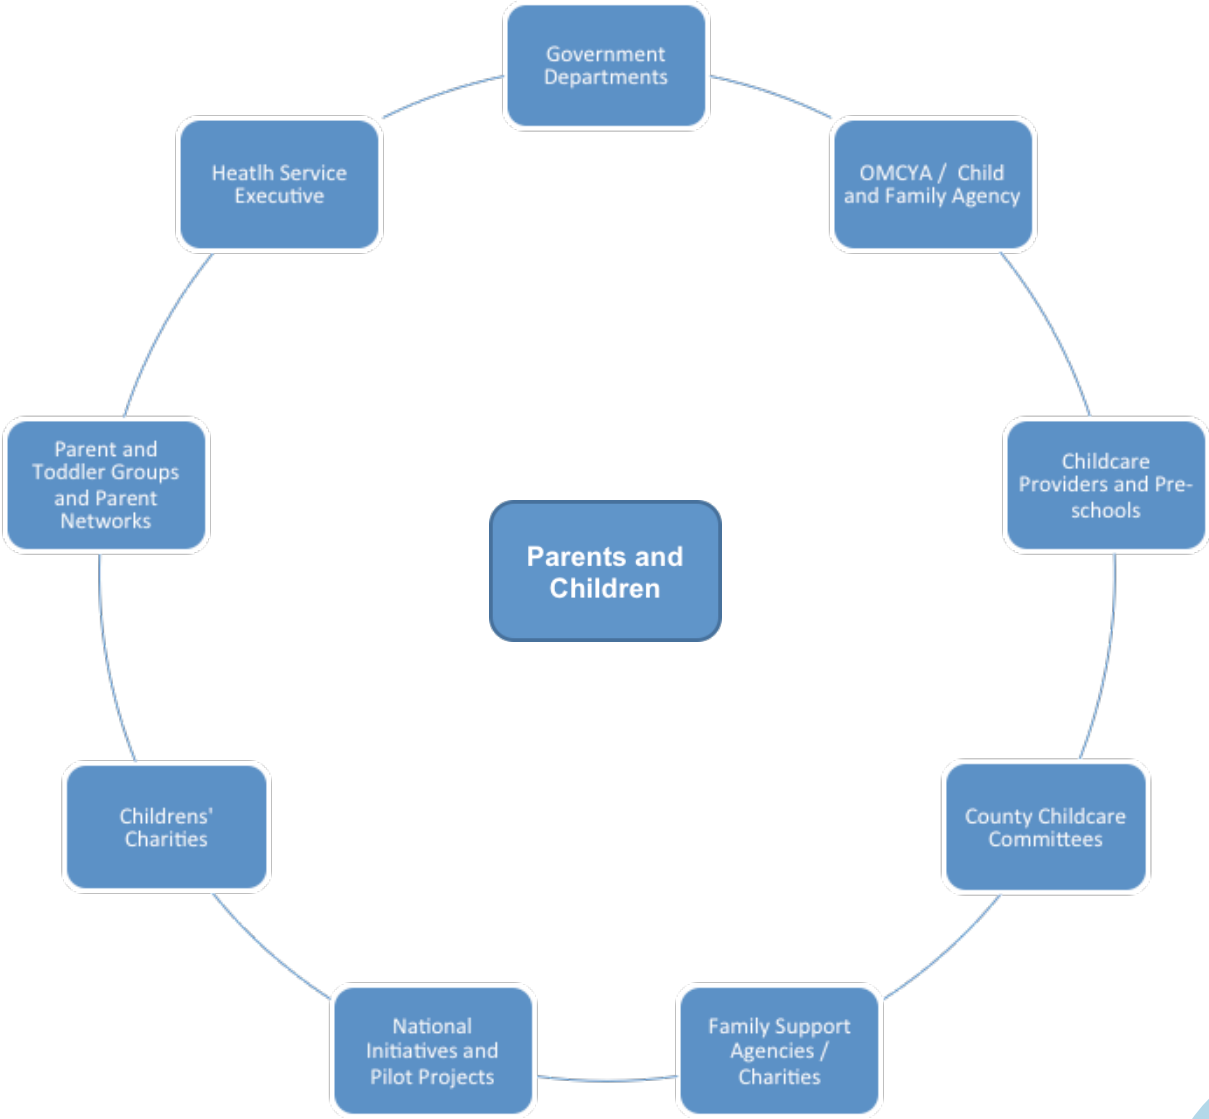 Government
Departments
Heatlh Service
Executive
OMCYA /  Child
and Family Agency
Parent and
Toddler Groups
and Parent
Networks
Childcare
Providers and Pre-
schools
Parents and
Children
Childrens'
Charities
County Childcare
Committees
National
Initiatives and
Pilot Projects
Family Support
Agencies /
Charities